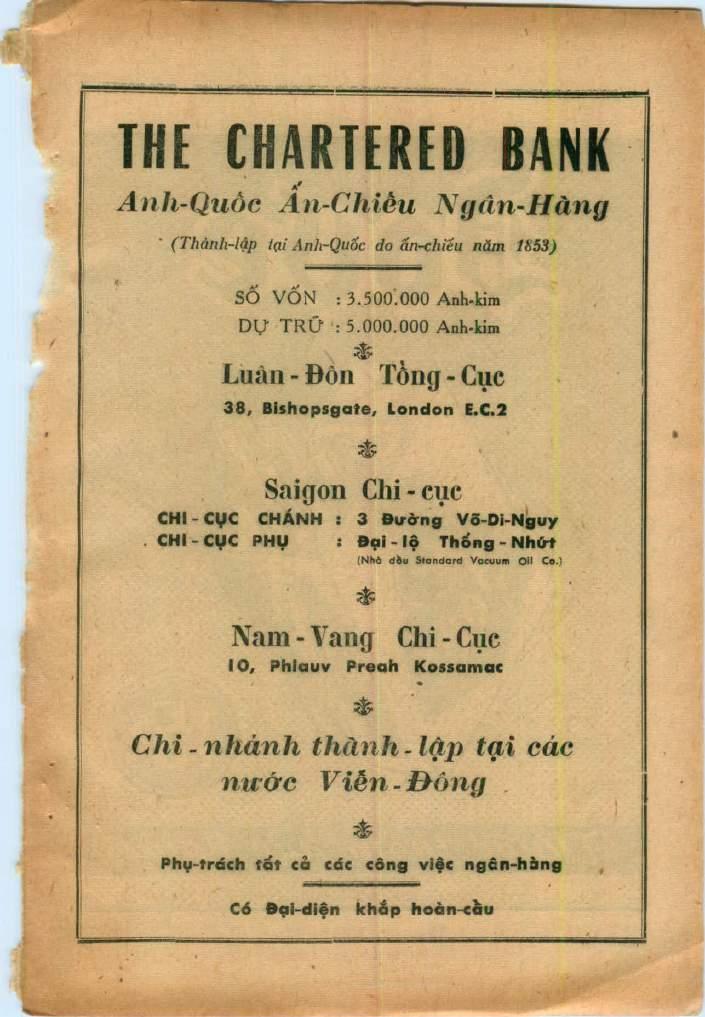 THE CHARTERED BANK
Anh-Quốc Ấn-Chiếu Ngân-Hàng
(Thành-lập tại Anh-Quốc do ấn-chiếu năm 1853)
SỐ VỐN : 3.500.000 Anh-kim
DỰ TRỮ : 5.000.000 Anh-kim
Luân-Đôn Tổng-Cục
38, Bishopsgate, London E.C.2
Saigon Chi-cục
CHI-CỤC CHÁNH : 3 Đường Võ-Di-Nguy
CHI-CỤC PHỤ : Đại-lộ Thống-Nhứt
(Nhà dầu Standard Vacuum Oil Co.)
Nam-Vang Chi-Cục
10, Phlauv Preah Kossamac
Chi-nhánh thành-lập tại các
nước Viễn-Đông
Phụ-trách tất cả các công việc ngân-hàng
Có Đại-diện khắp hoàn-cầu